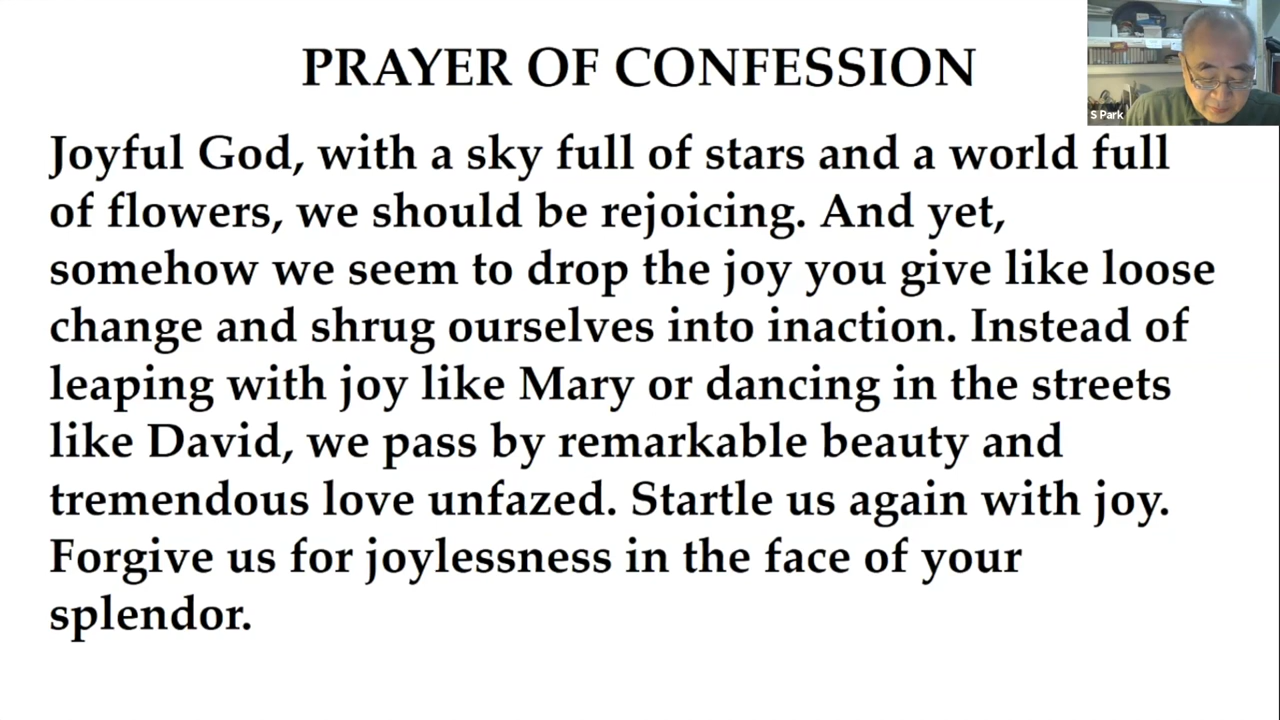 PRAYER OF CONFESSION
S Park
Joyful God, with a sky full of stars and a world full
of flowers, we should be rejoicing. And yet,
somehow we seem to drop the joy you give like loose
change and shrug ourselves into inaction. Instead of
leaping with joy like Mary or dancing in the streets
like David, we pass by remarkable beauty and
tremendous love unfazed. Startle us again with joy.
Forgive us for joylessness in the face of your
splendor.